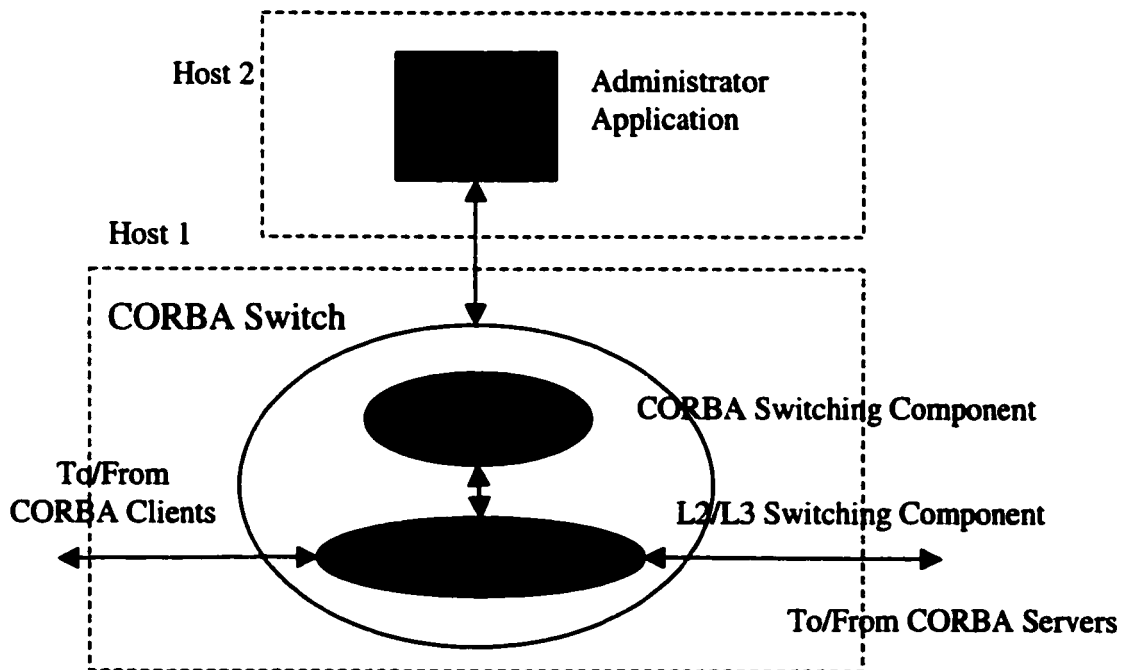 Host 2
Administrator
Application
Host 1
CORBA Switch
CORBA Switching Component
To/From
CORBA Clients
L2/L3 Switching Component
To/From CORBA Servers